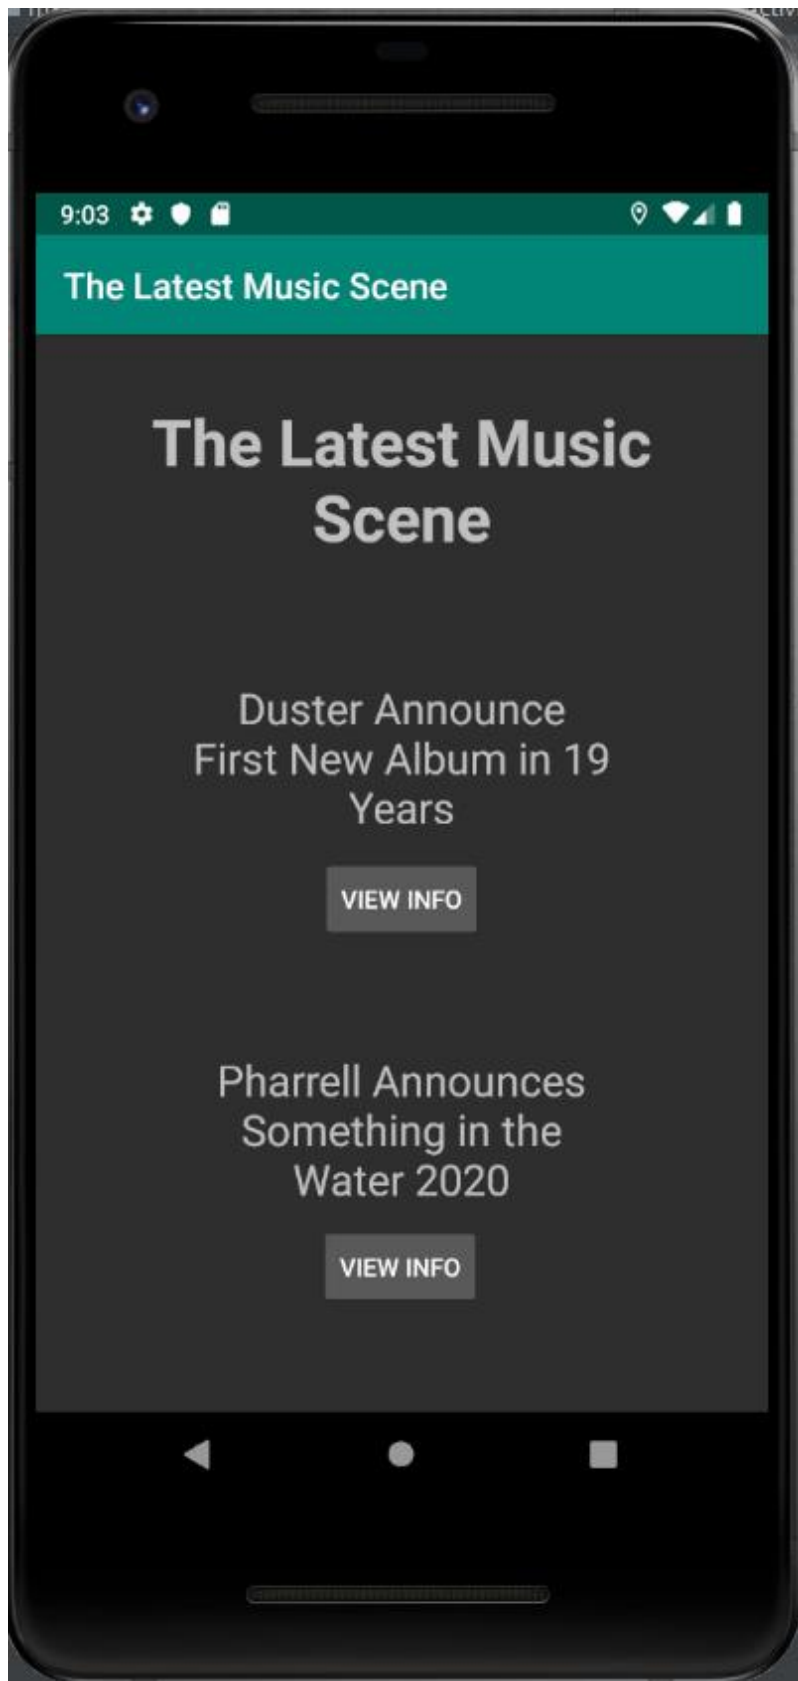 9:03
The Latest Music Scene
The Latest Music
Scene
Duster Announce
First New Album in 19
Years
VIEW INFO
Pharrell Announces
Something in the
Water 2020
VIEW INFO